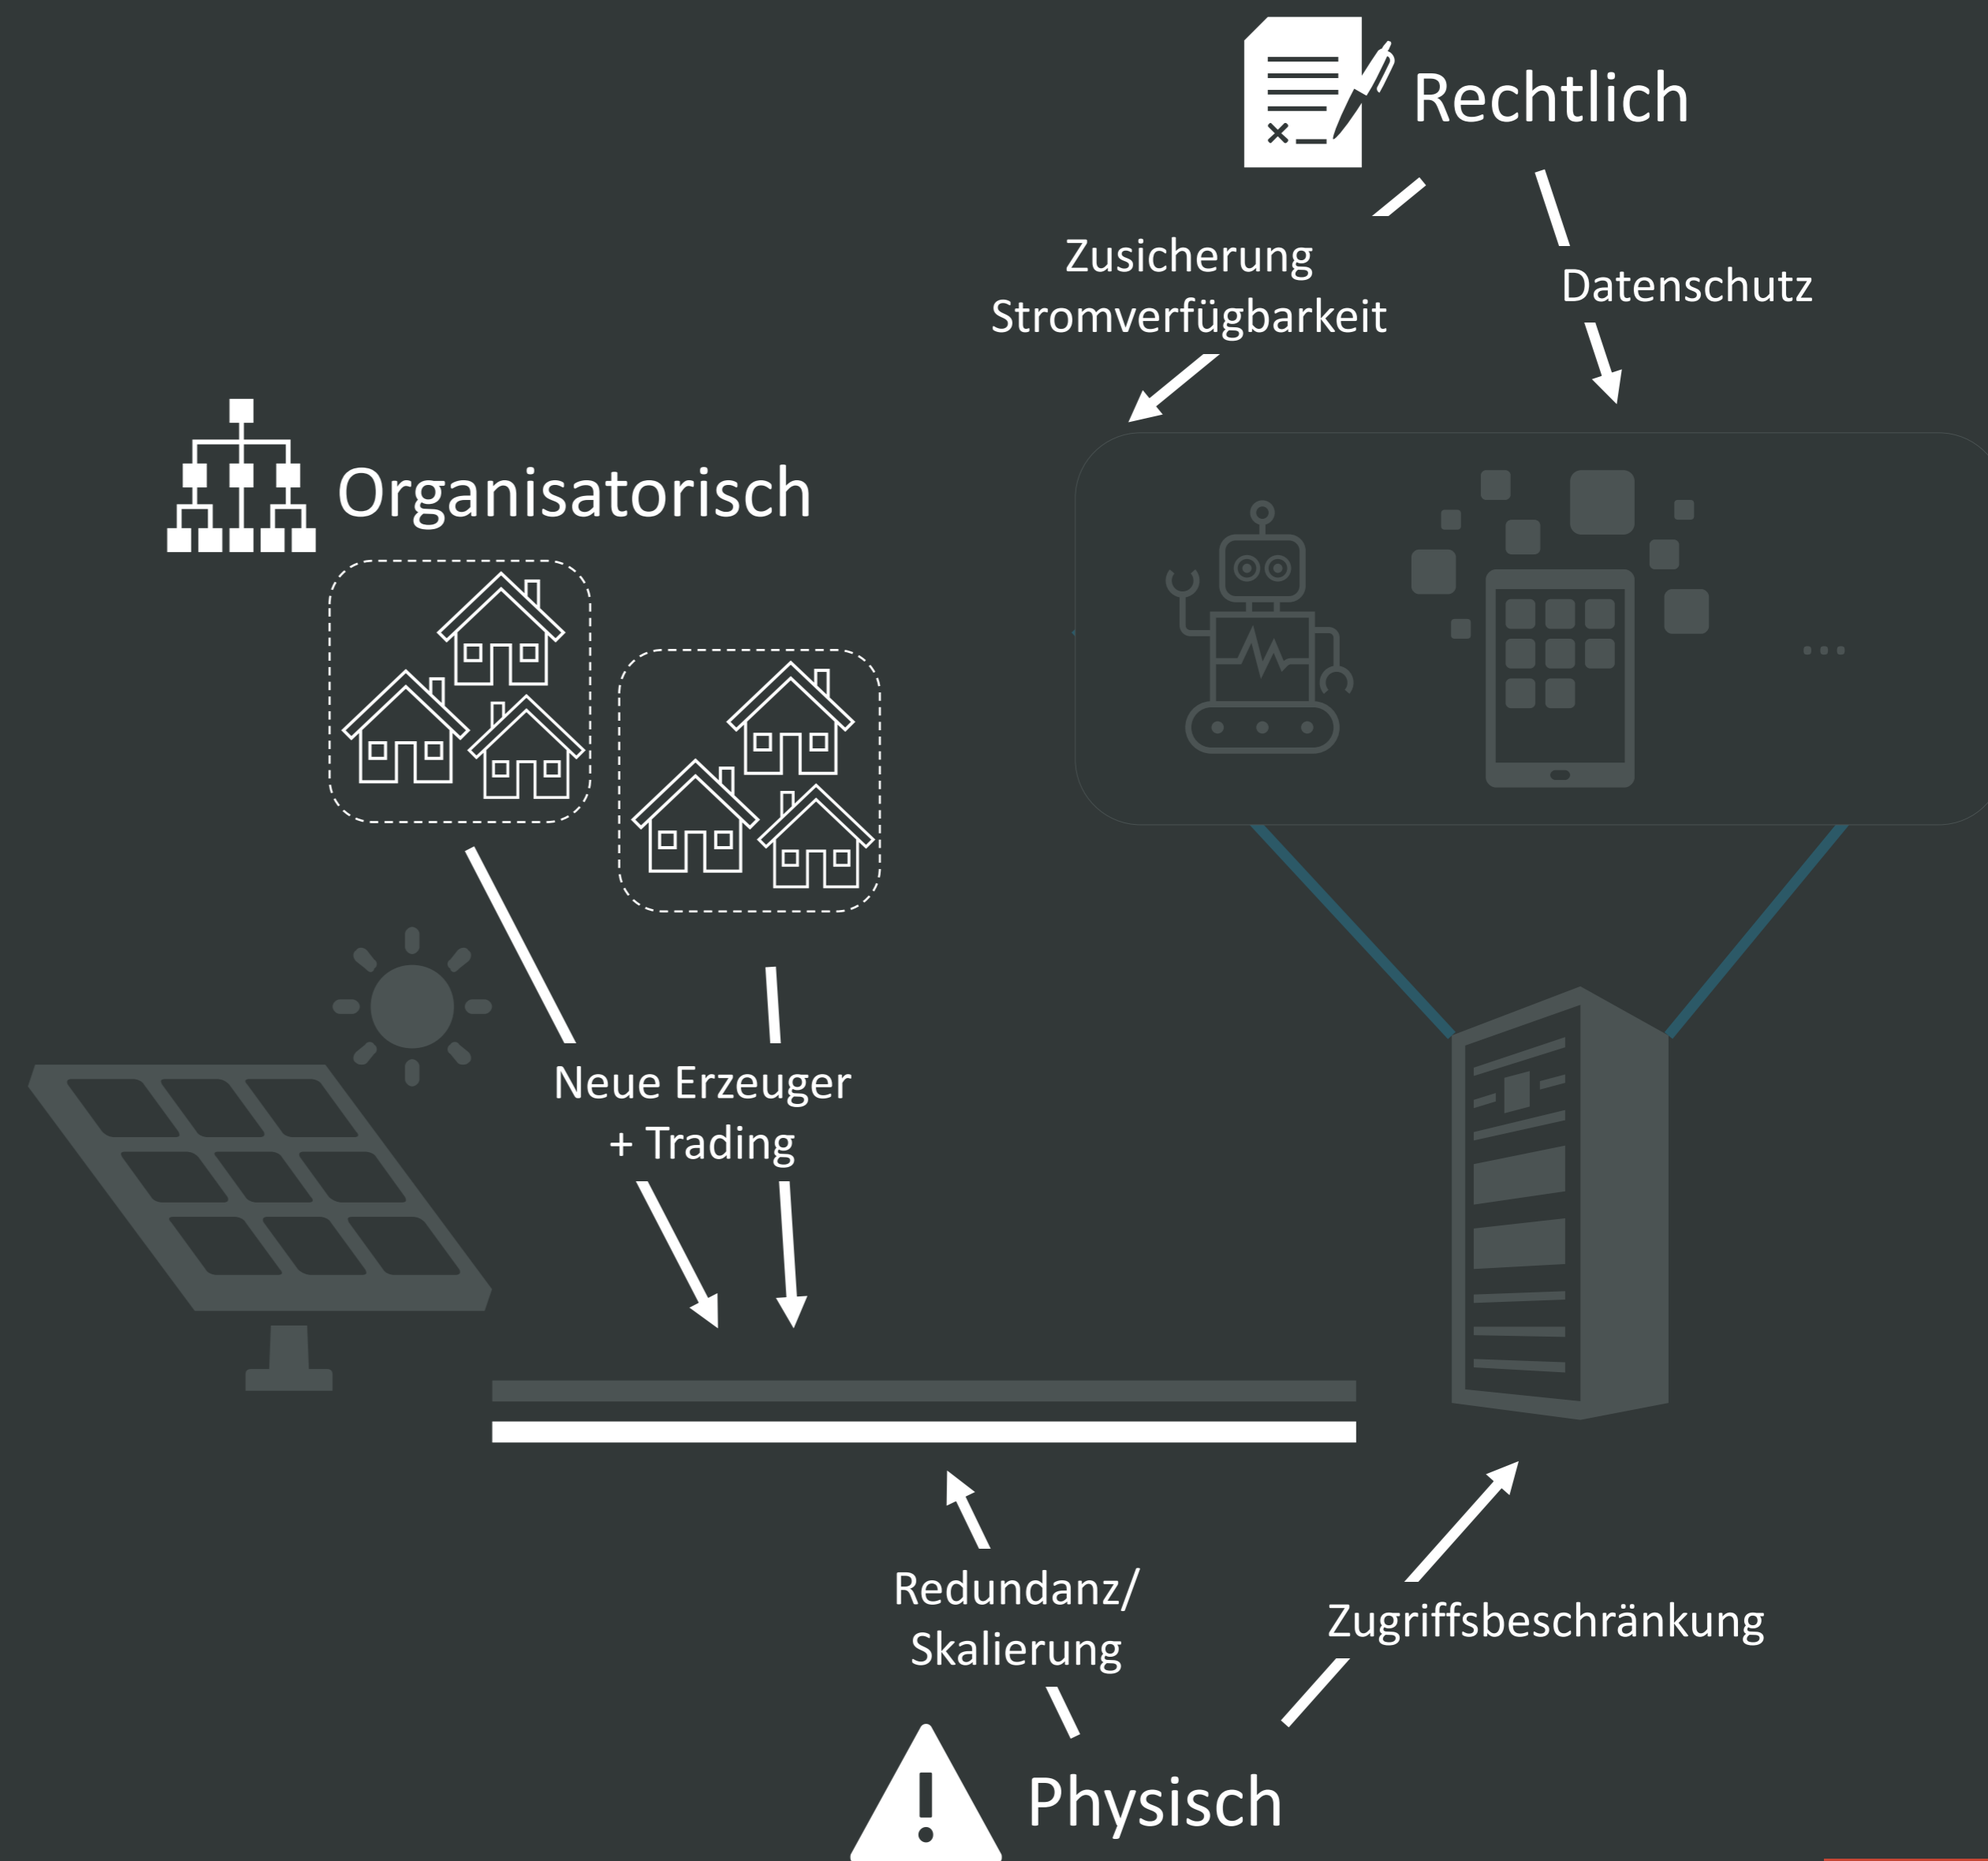 Rechtlich
Zusicherung
Stromverfügbarkeit
Datenschutz
Organisatorisch
Neue Erzeuger
+ Trading
Redundanz/
Skalierung
Zugriffsbeschränkung
Physisch